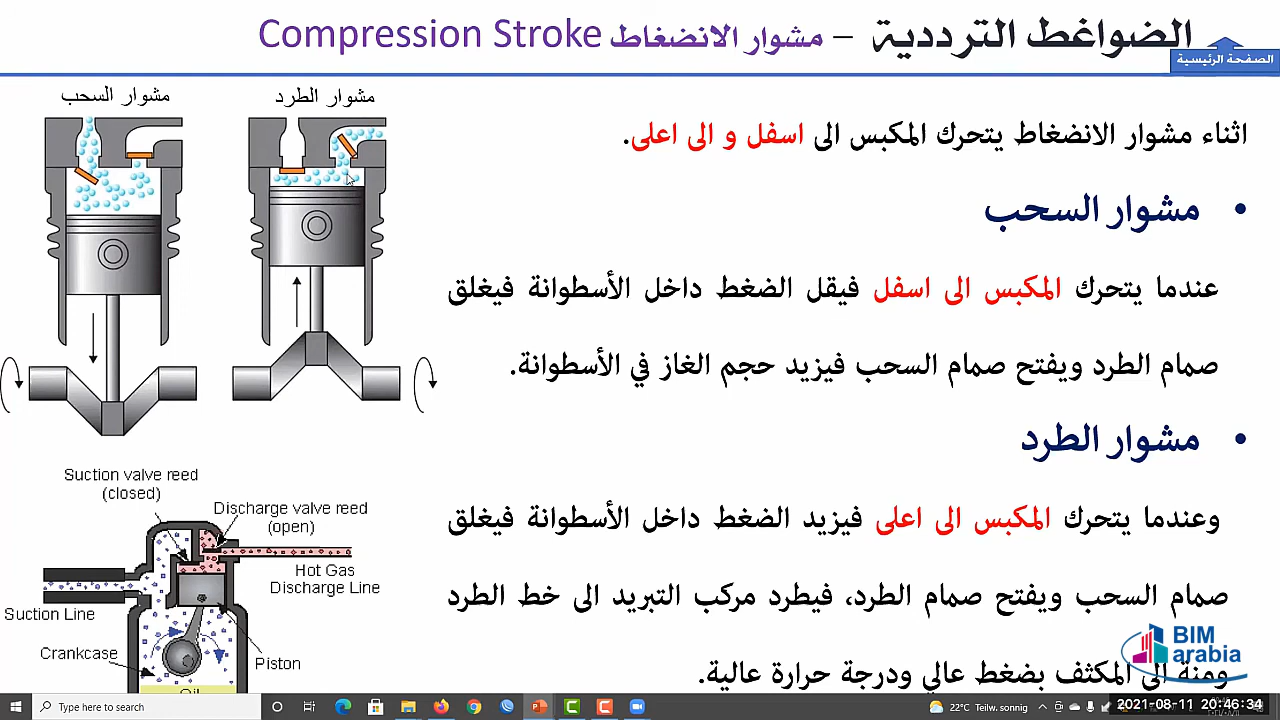 الضواغط الترددية – مشوار الانضغاط Compression Stroke
الصفحة الرئيسية
مشوار السحب
مشوار الطرد
اثناء مشوار الانضغاط يتحرك المكبس الى اسفل و الى اعلى.
• مشوار السحب
عندما يتحرك المكبس الى اسفل فيقل الضغط داخل الأسطوانة فيغلق
صمام الطرد ويفتح صمام السحب فيزيد حجم الغاز في الأسطوانة.
• مشوار الطرد
وعندما يتحرك المكبس الى اعلى فيزيد الضغط داخل الأسطوانة فيغلق
صمام السحب ويفتح صمام الطرد، فيطرد مركب التبريد الى خط الطرد
ومنة الى المكثف بضغط عالي ودرجة حرارة عالية.
Suction valve reed
(closed)
Discharge valve reed
(open)
Hot Gas
Discharge Line
Suction Line
Crankcase
Piston
Oil
BIM
arabia
Type here to search
22°C Teilw. sonnig
2021-08-11 20:46:34